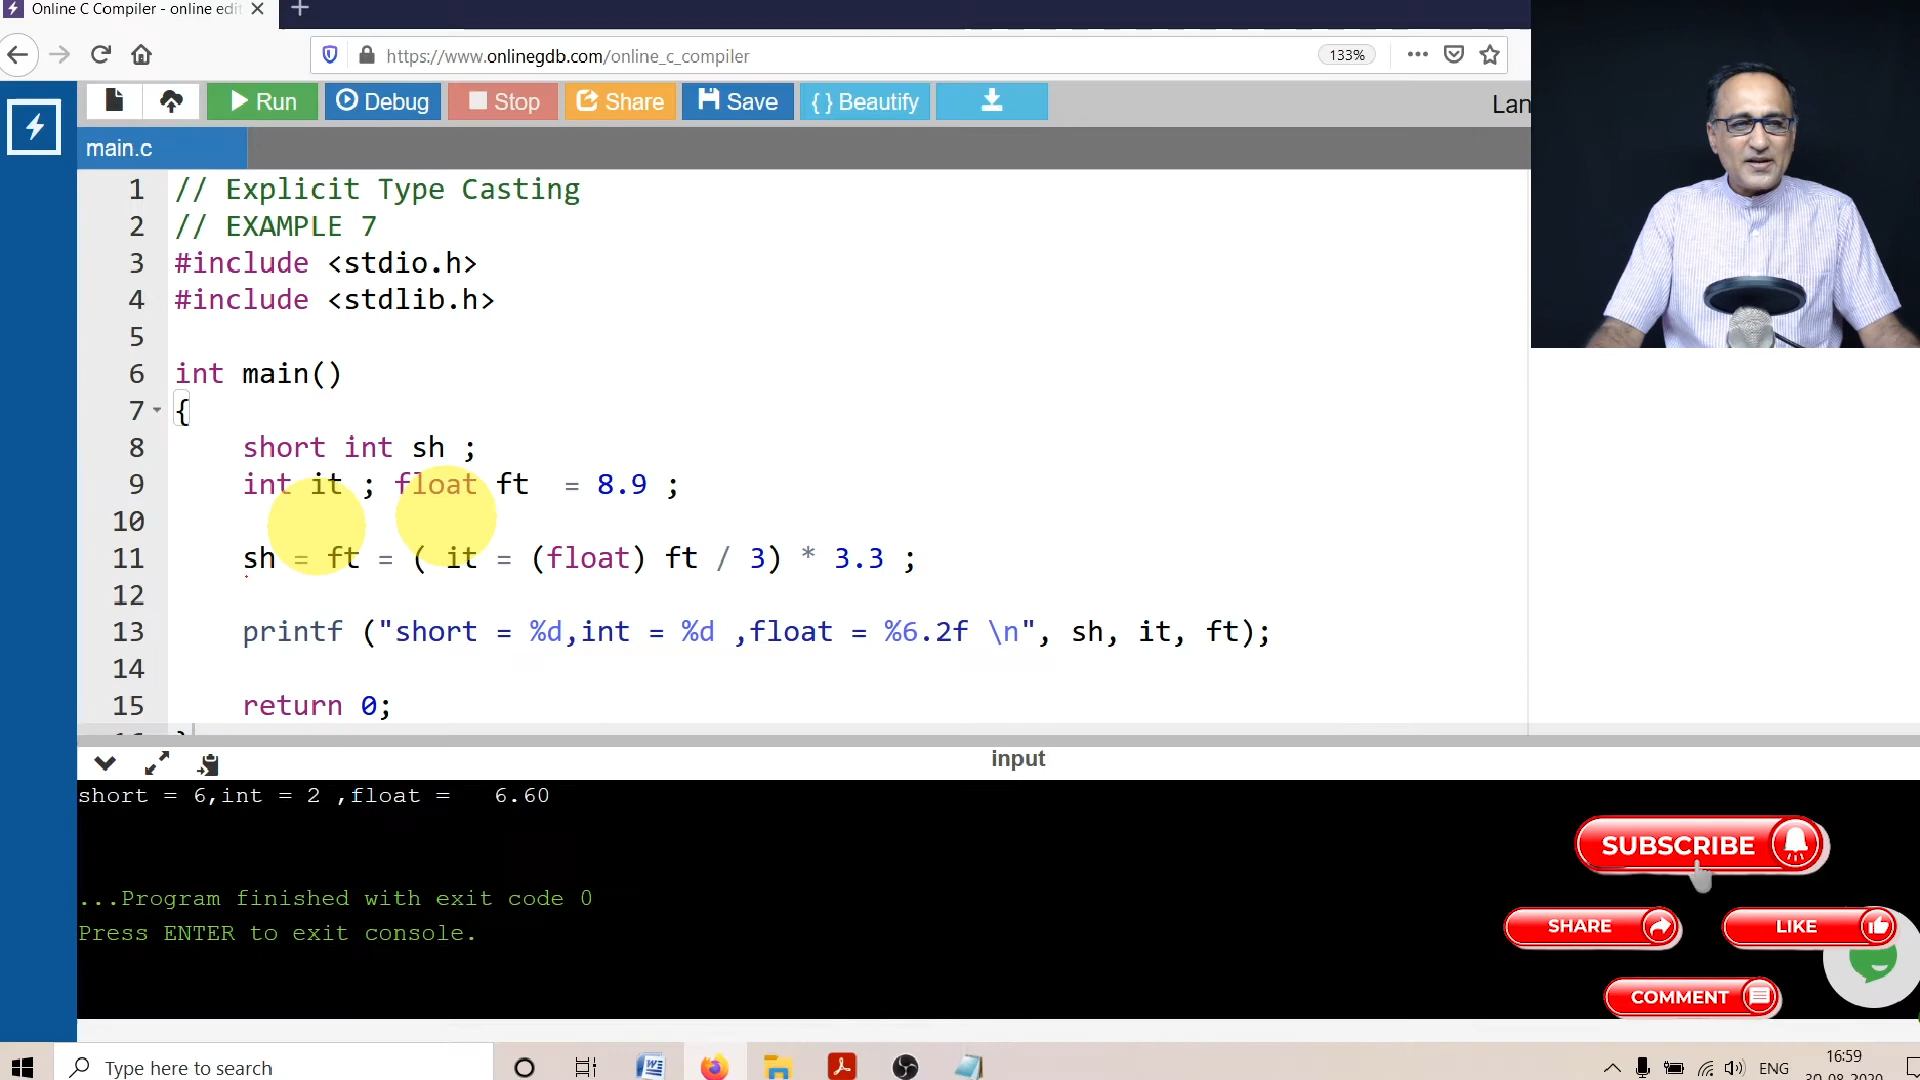 Online C Compiler - online edit
https://www.onlinegdb.com/online_c_compiler
133%
Run
Debug
Stop
Share
Save
{ } Beautify
Lan
main.c
1 // Explicit Type Casting
2 // EXAMPLE 7
3 #include <stdio.h>
4 #include <stdlib.h>
5
6 int main()
7 {
8 short int sh ;
9 int it ; float ft = 8.9 ;
10
11 sh = ft = ( it = (float) ft / 3) * 3.3 ;
12
13 printf ("short = %d,int = %d ,float = %6.2f \n", sh, it, ft);
14
15 return 0;
input
short = 6,int = 2 ,float =   6.60
...Program finished with exit code 0
Press ENTER to exit console.
SUBSCRIBE
SHARE
LIKE
COMMENT
Type here to search
ENG
16:59
30-08-2020